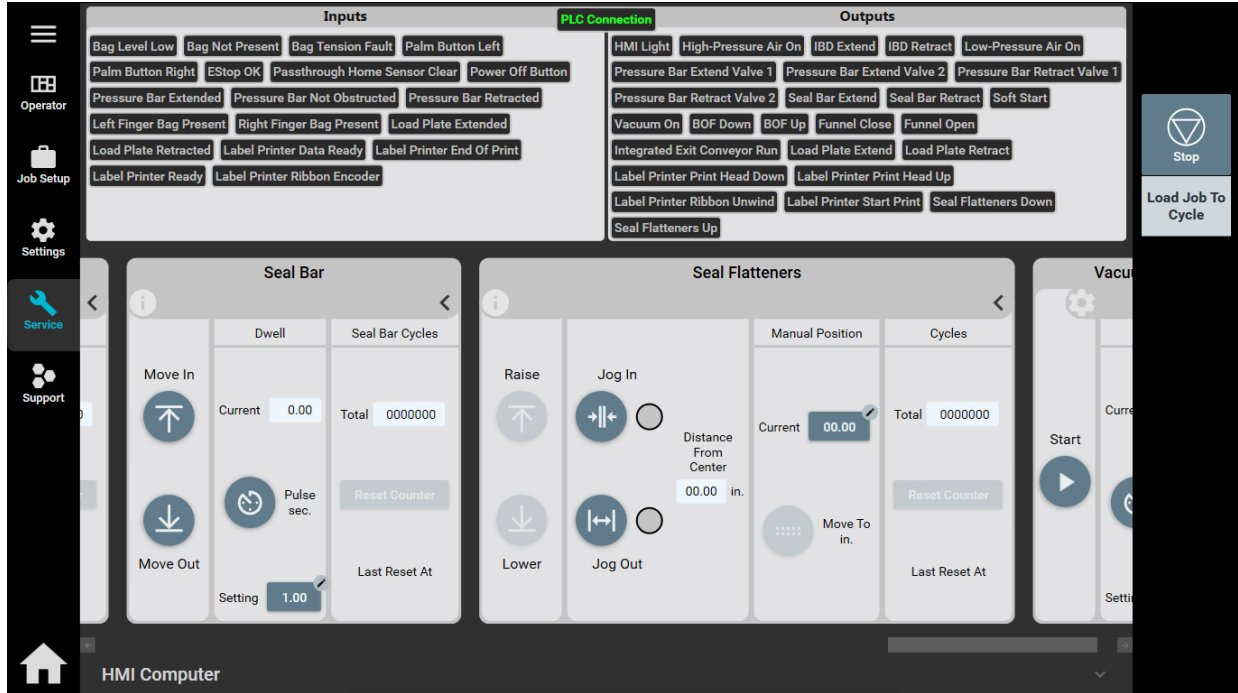 Inputs
PLC Connection
Outputs
Bag Level Low Bag Not Present Bag Tension Fault Palm Button Left
Palm Button Right EStop OK Passthrough Home Sensor Clear Power Off Button
Pressure Bar Extended Pressure Bar Not Obstructed Pressure Bar Retracted
Left Finger Bag Present Right Finger Bag Present Load Plate Extended
Load Plate Retracted Label Printer Data Ready Label Printer End Of Print
Label Printer Ready Label Printer Ribbon Encoder
HMI Light High-Pressure Air On IBD Extend IBD Retract Low-Pressure Air On
Pressure Bar Extend Valve 1 Pressure Bar Extend Valve 2 Pressure Bar Retract Valve 1
Pressure Bar Retract Valve 2 Seal Bar Extend Seal Bar Retract Soft Start
Vacuum On BOF Down BOF Up Funnel Close Funnel Open
Integrated Exit Conveyor Run Load Plate Extend Load Plate Retract
Label Printer Print Head Down Label Printer Print Head Up
Label Printer Ribbon Unwind Label Printer Start Print Seal Flatteners Down
Seal Flatteners Up
Operator
Job Setup
Settings
Service
Support
Stop
Load Job To
Cycle
Seal Bar
Dwell
Seal Bar Cycles
Move In
Current 0.00
Total 0000000
Pulse
sec.
Reset Counter
Move Out
Last Reset At
Setting 1.00
Seal Flatteners
Manual Position
Cycles
Raise
Jog In
Distance
From
Center
00.00 in.
Current 00.00
Total 0000000
Reset Counter
Move To
in.
Lower
Jog Out
Last Reset At
Vacu
Curre
Start
Settin
HMI Computer